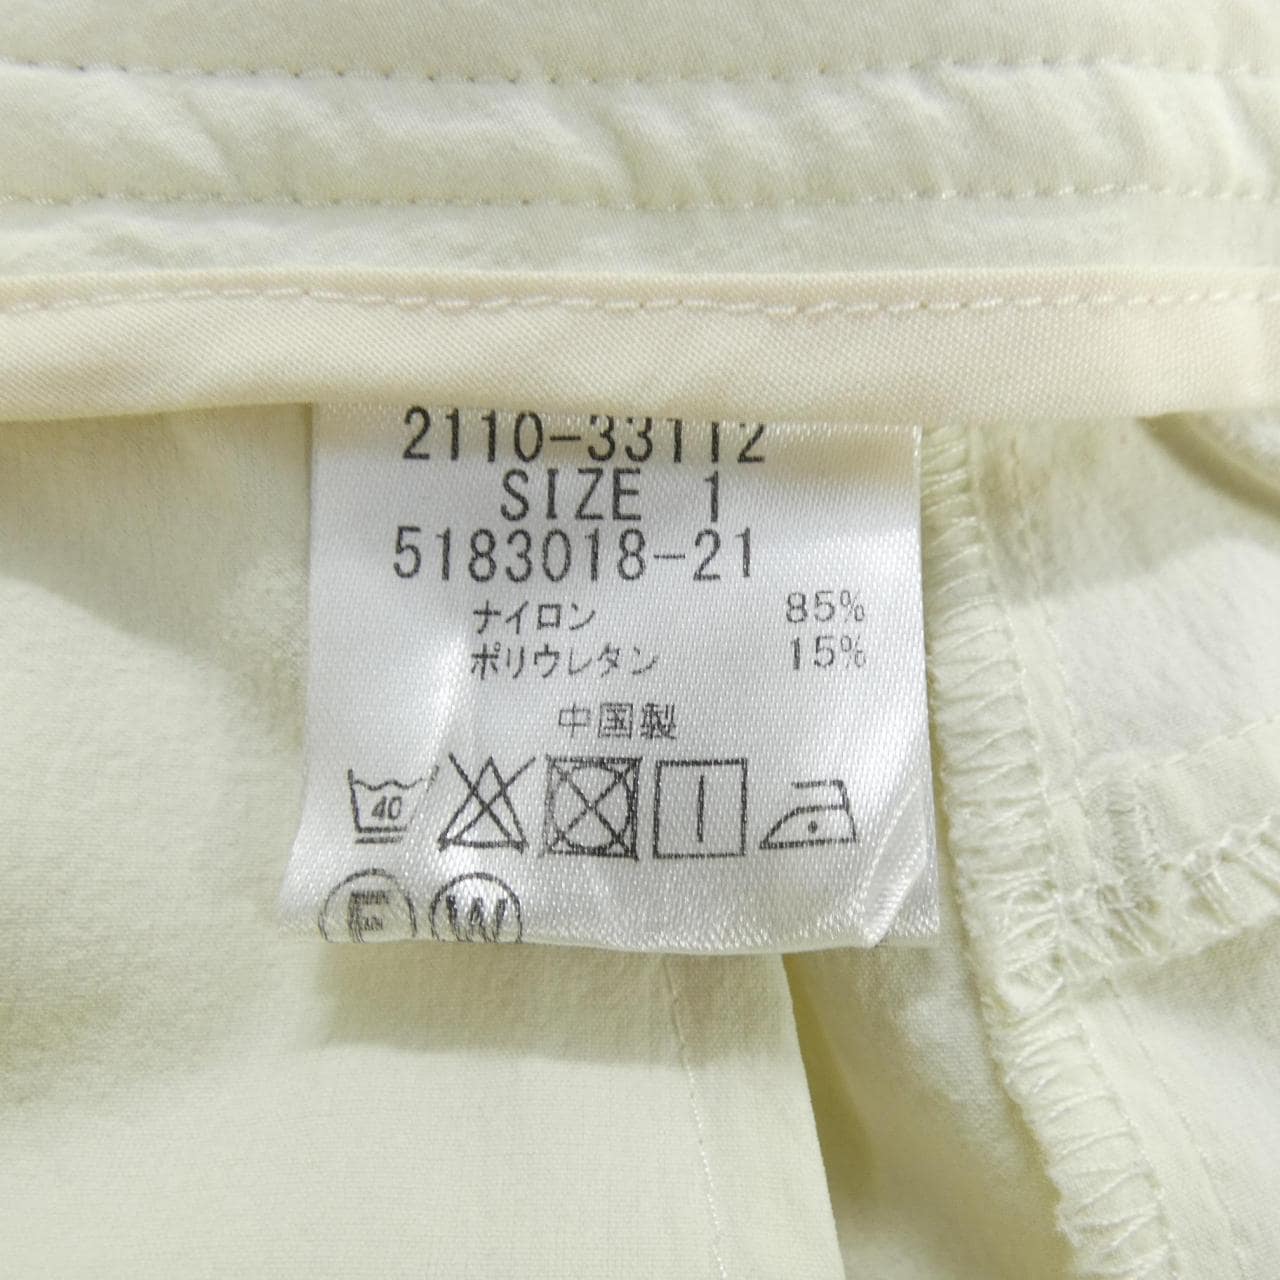 2110-33112
SIZE 1
5183018-21
ナイロン 85%
ポリウレタン 15%
中国製
40
F W